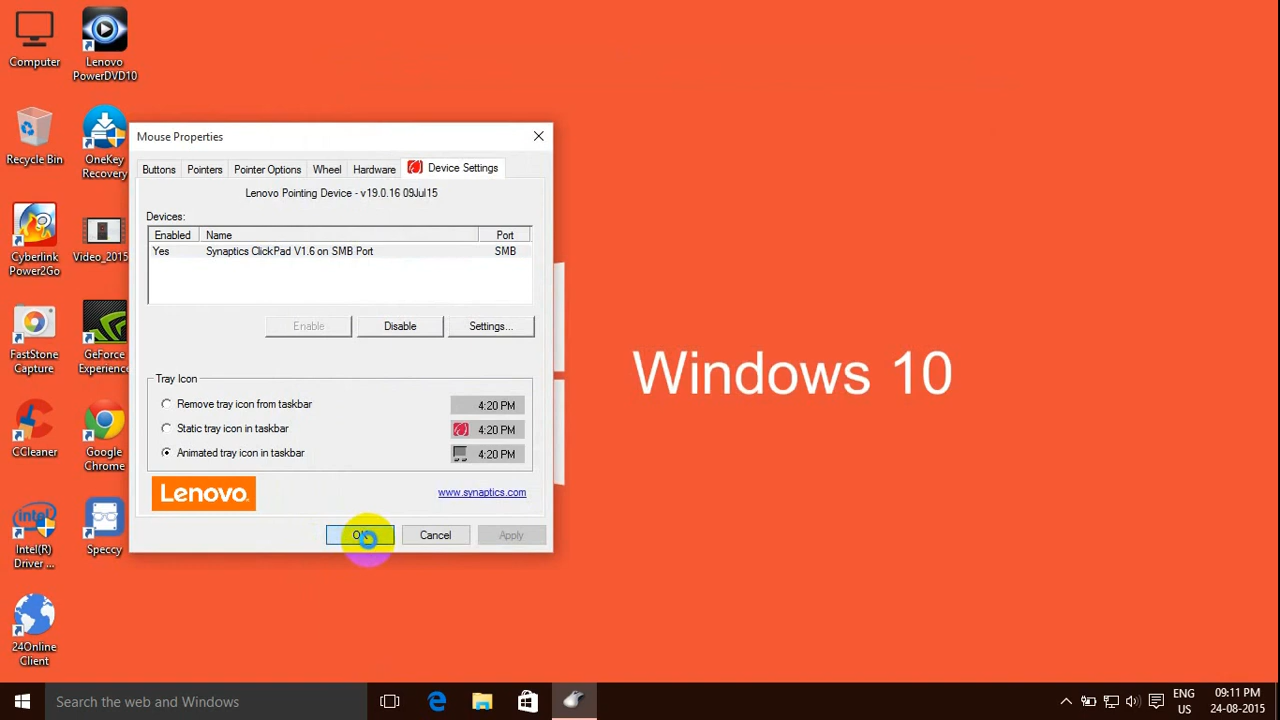 Computer
Lenovo
PowerDVD10
Recycle Bin
OneKey
Recovery
Cyberlink
Power2Go
Video_2015
FastStone
Capture
GeForce
Experience
CCleaner
Google
Chrome
Intel(R)
Driver ...
Speccy
24Online
Client
Mouse Properties
Buttons
Pointers
Pointer Options
Wheel
Hardware
Device Settings
Lenovo Pointing Device - v19.0.16 09Jul15
Devices:
Enabled Name Port
Yes Synaptics ClickPad V1.6 on SMB Port SMB
Enable
Disable
Settings...
Tray Icon
Remove tray icon from taskbar 4:20 PM
Static tray icon in taskbar 4:20 PM
Animated tray icon in taskbar 4:20 PM
Lenovo
www.synaptics.com
OK
Cancel
Apply
Windows 10
intel
Search the web and Windows
ENG
US
09:11 PM
24-08-2015